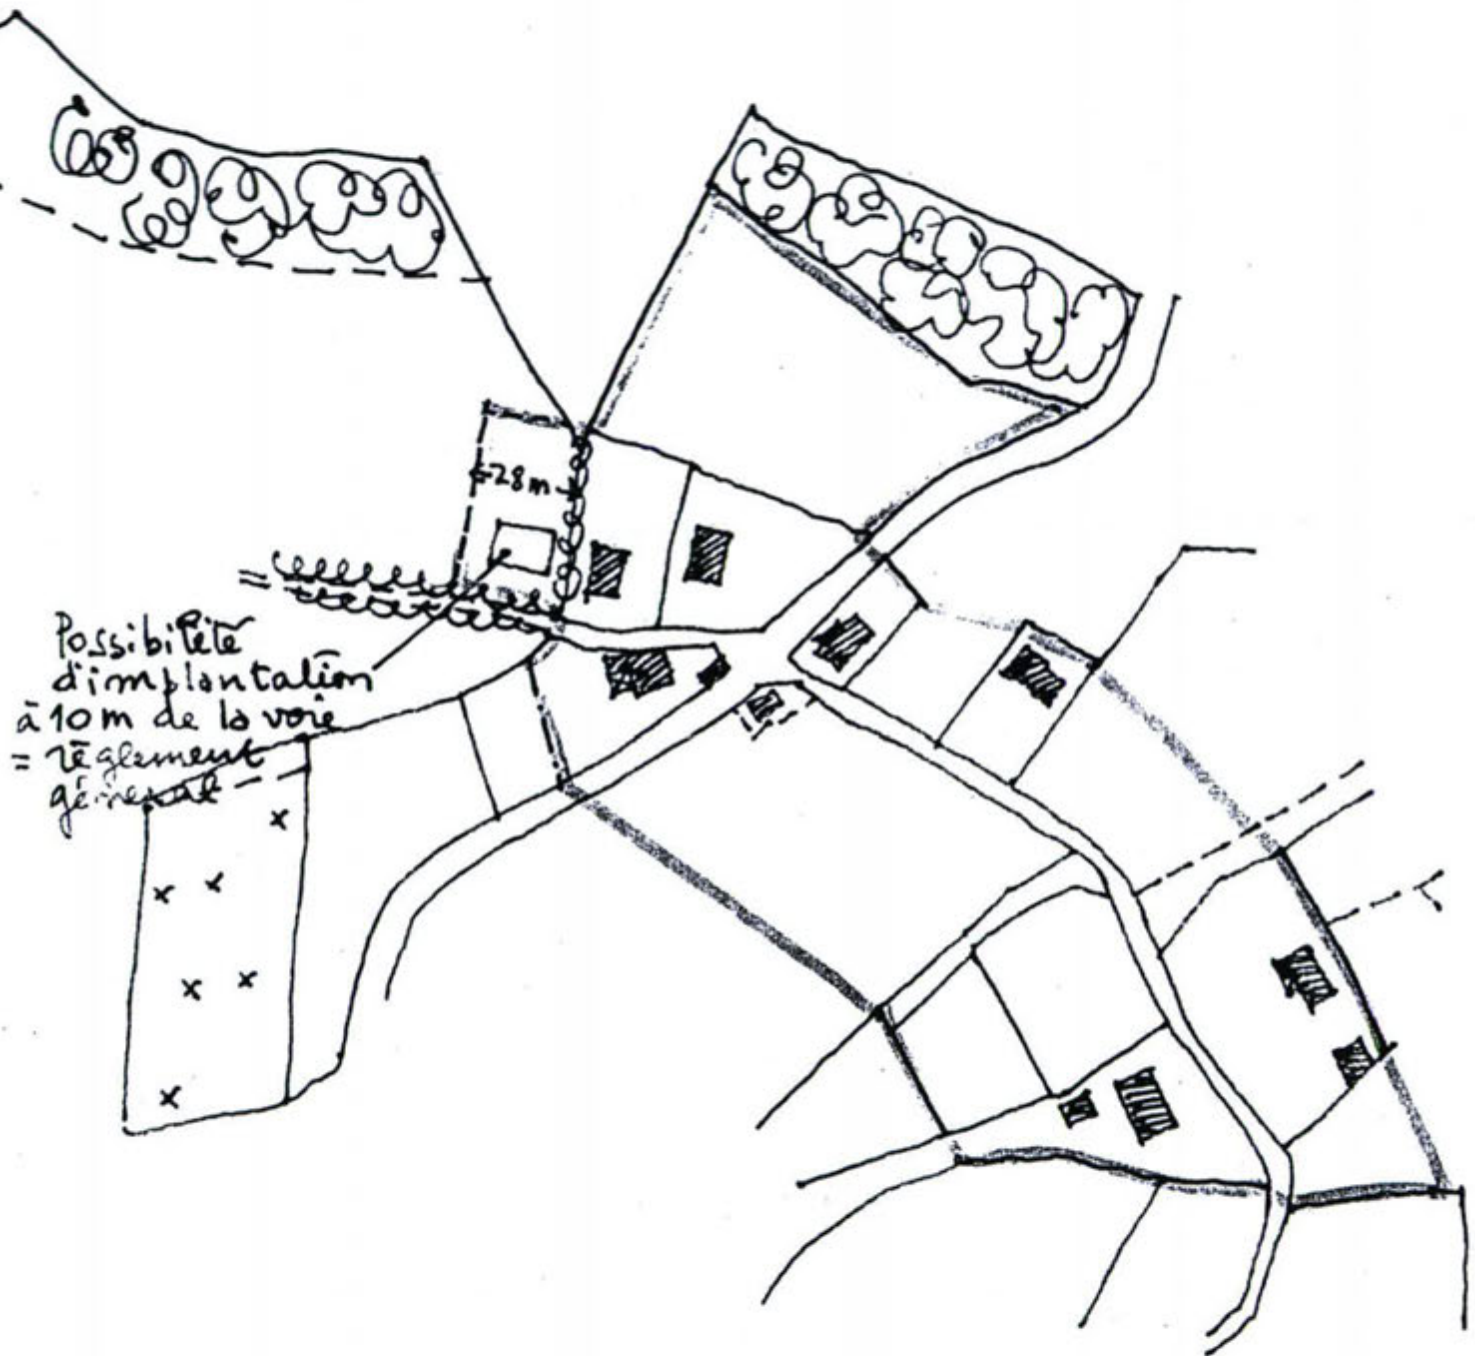 28m
Possibilité
d'implantation
à 10m de la voie
= règlement
général